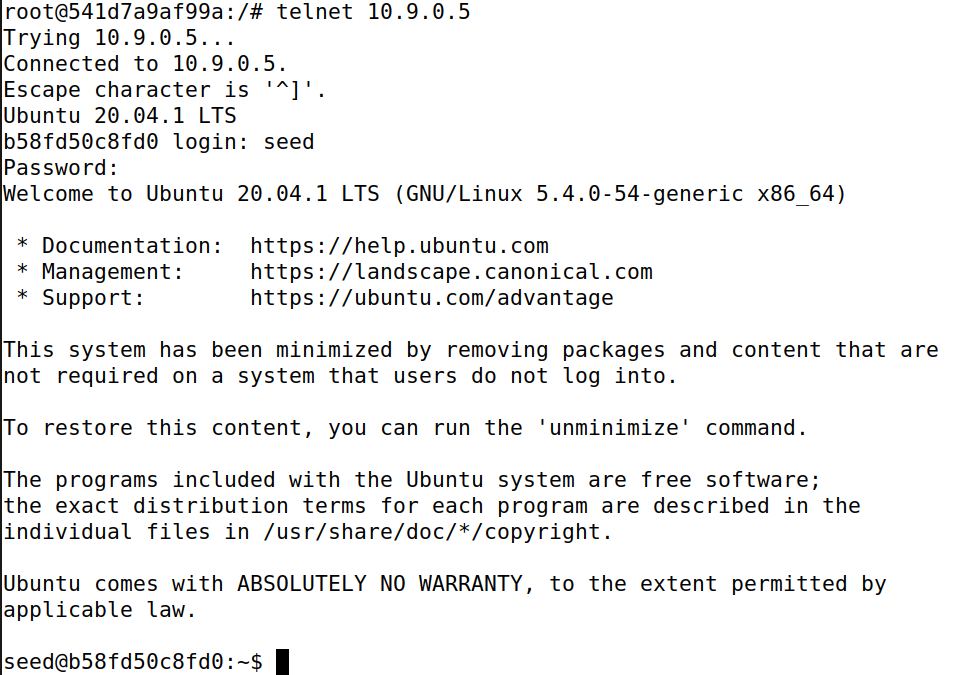 root@541d7a9af99a:/# telnet 10.9.0.5
Trying 10.9.0.5...
Connected to 10.9.0.5.
Escape character is '^]'.
Ubuntu 20.04.1 LTS
b58fd50c8fd0 login: seed
Password:
Welcome to Ubuntu 20.04.1 LTS (GNU/Linux 5.4.0-54-generic x86_64)

 * Documentation:  https://help.ubuntu.com
 * Management:     https://landscape.canonical.com
 * Support:        https://ubuntu.com/advantage

This system has been minimized by removing packages and content that are
not required on a system that users do not log into.

To restore this content, you can run the 'unminimize' command.

The programs included with the Ubuntu system are free software;
the exact distribution terms for each program are described in the
individual files in /usr/share/doc/*/copyright.

Ubuntu comes with ABSOLUTELY NO WARRANTY, to the extent permitted by
applicable law.

seed@b58fd50c8fd0:~$